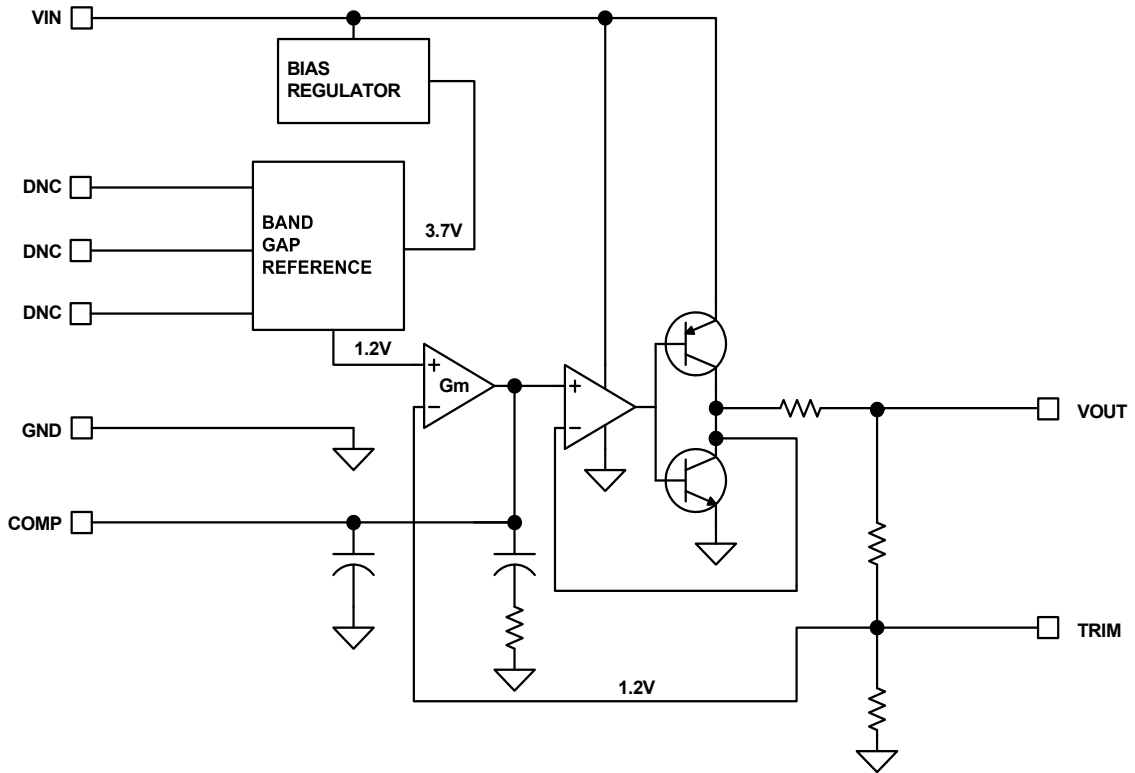 VIN
BIAS
REGULATOR
DNC
BAND
GAP
REFERENCE
3.7V
DNC
DNC
1.2V
+
Gm
−
+
−
VOUT
GND
COMP
TRIM
1.2V